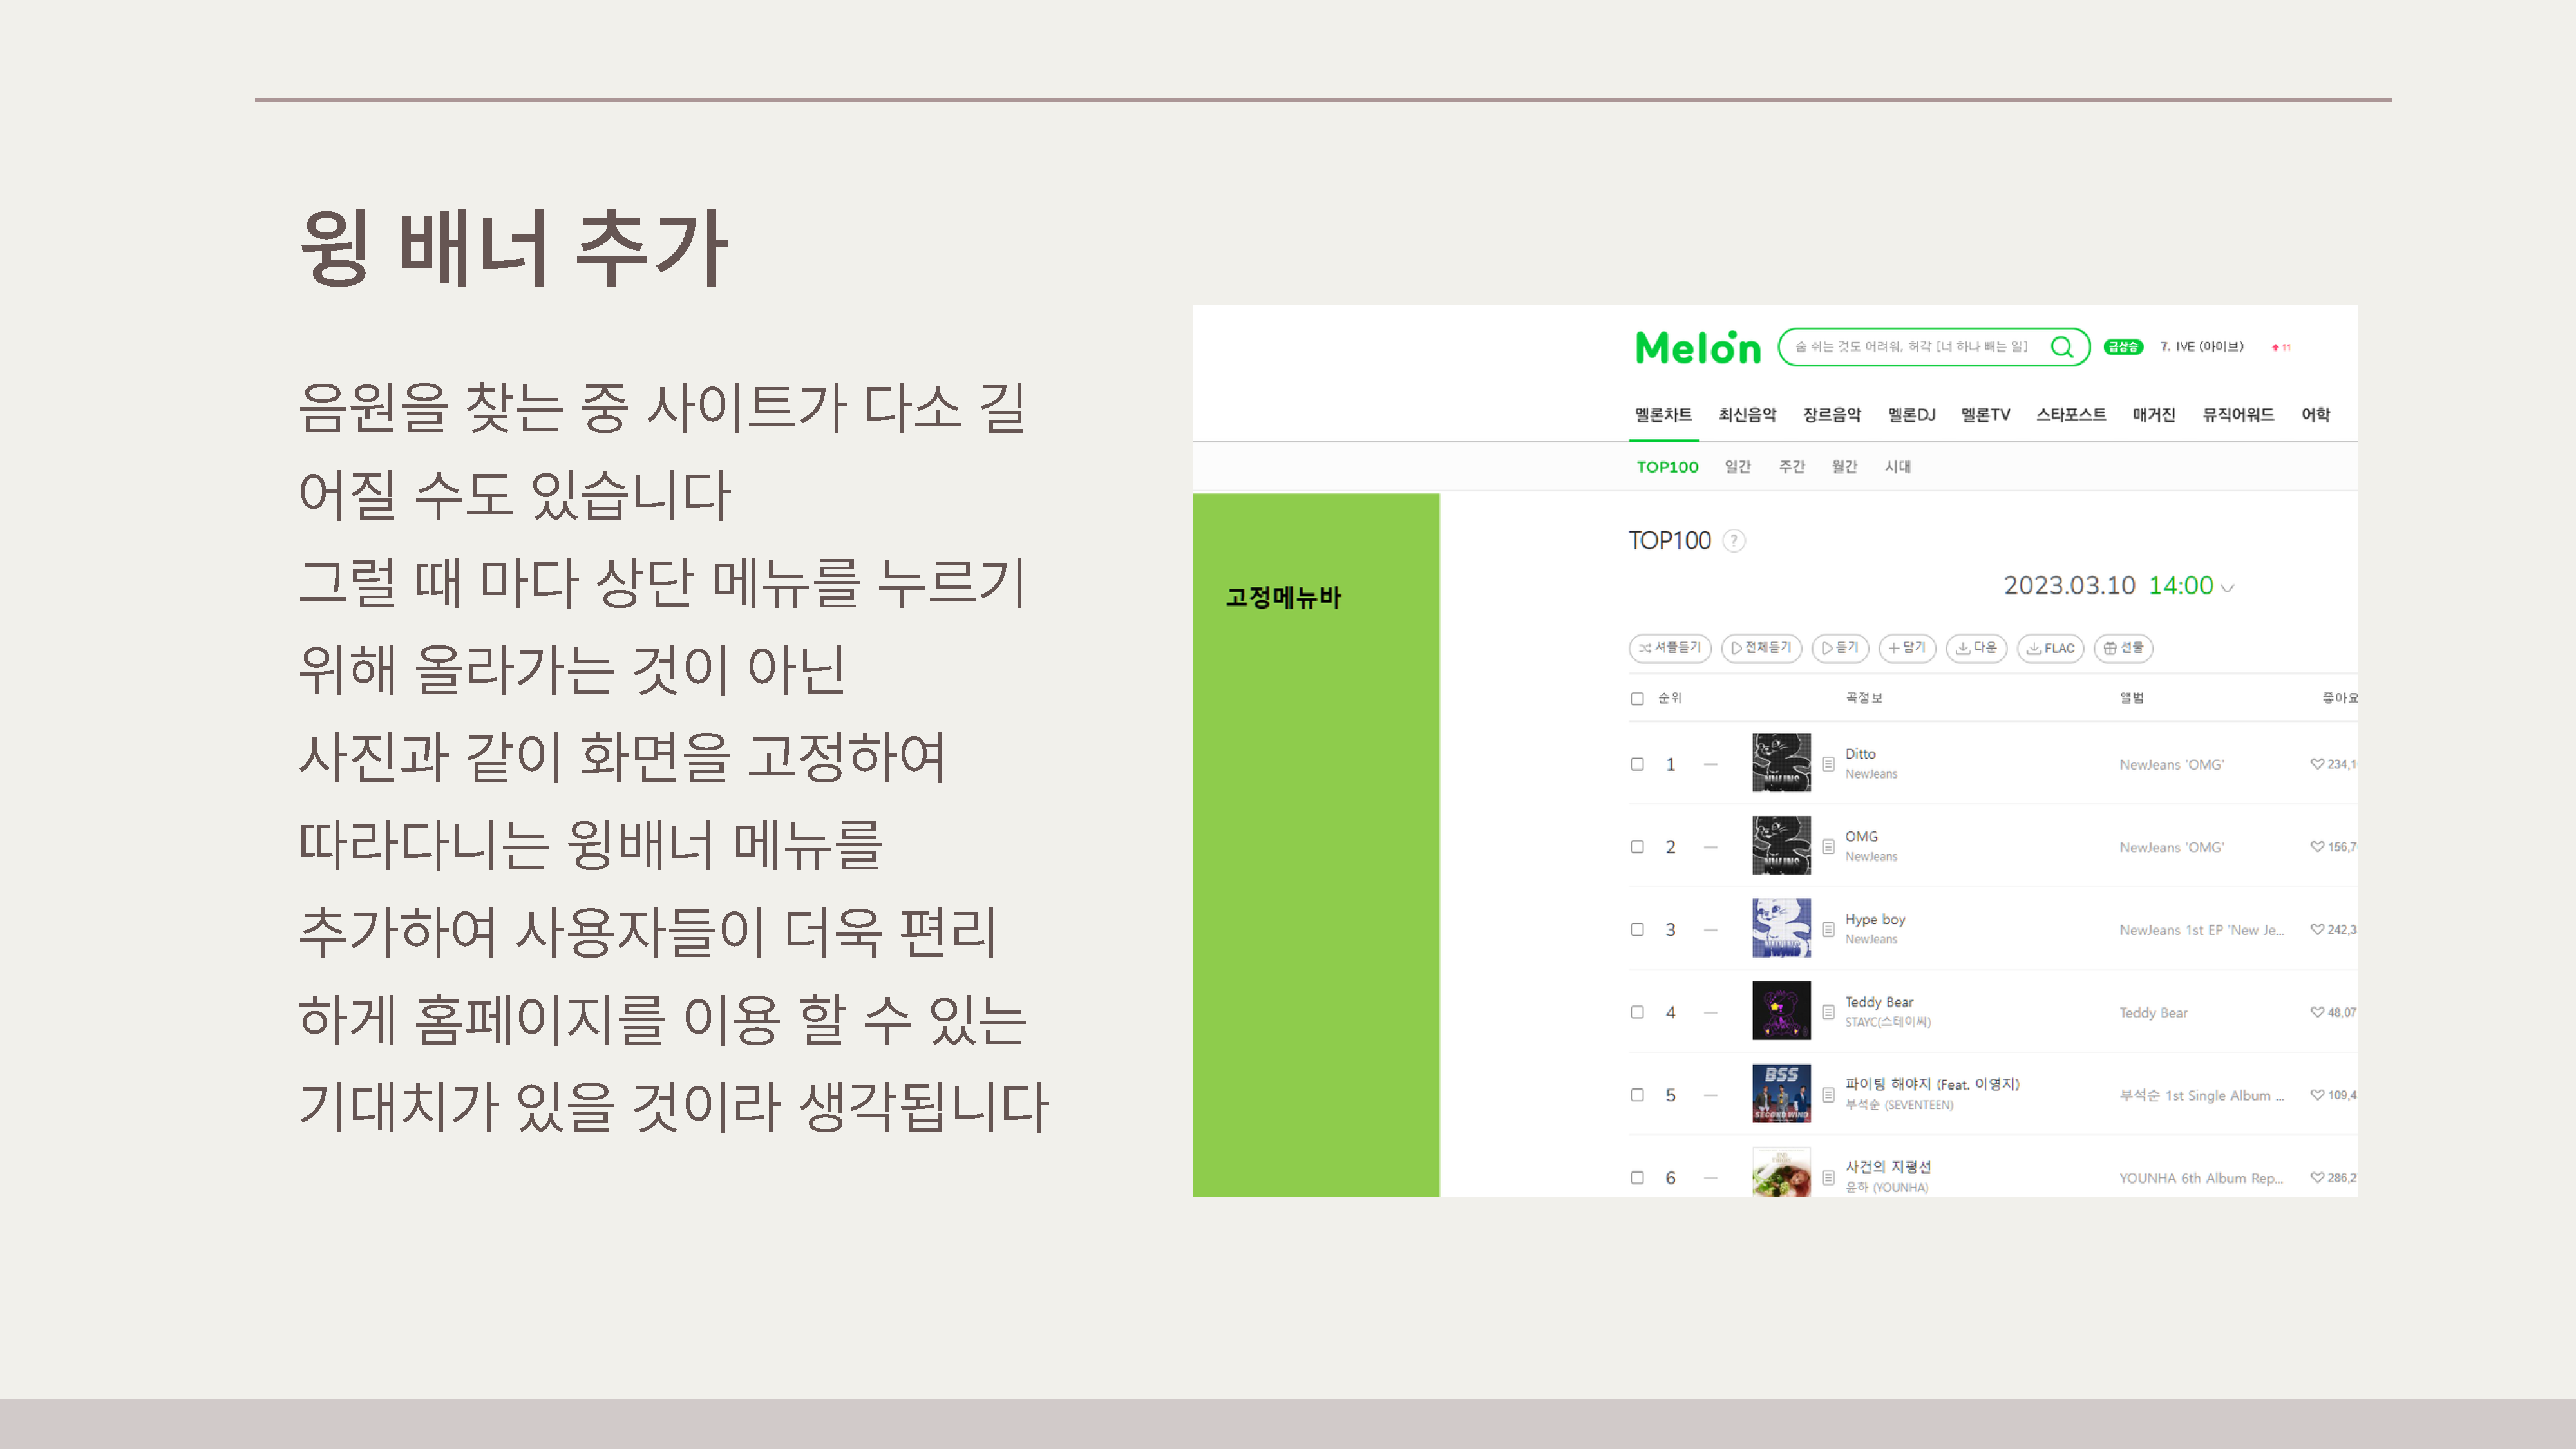 윙 배너 추가
음원을 찾는 중 사이트가 다소 길
어질 수도 있습니다
그럴 때 마다 상단 메뉴를 누르기
위해 올라가는 것이 아닌
사진과 같이 화면을 고정하여
따라다니는 윙배너 메뉴를
추가하여 사용자들이 더욱 편리
하게 홈페이지를 이용 할 수 있는
기대치가 있을 것이라 생각됩니다
Melon 숨 쉬는 것도 어려워, 허각 [너 하나 빼는 일] 급상승 7. IVE (아이브) 11
멜론차트 최신음악 장르음악 멜론DJ 멜론TV 스타포스트 매거진 뮤직어워드 어학
TOP100 일간 주간 월간 시대
고정메뉴바
TOP100 ?
2023.03.10 14:00
셔플듣기 전체듣기 듣기 담기 다운 FLAC 선물
순위 곡정보 앨범 좋아요
1 Ditto NewJeans 'OMG' 234,1
NewJeans
2 OMG NewJeans 'OMG' 156,7
NewJeans
3 Hype boy NewJeans 1st EP 'New Je... 242,3
NewJeans
4 Teddy Bear Teddy Bear 48,07
STAYC(스테이씨)
BSS
SECOND WIND
5 파이팅 해야지 (Feat. 이영지) 부석순 1st Single Album ... 109,4
부석순 (SEVENTEEN)
6 사건의 지평선 YOUNHA 6th Album Rep... 286,2
윤하 (YOUNHA)